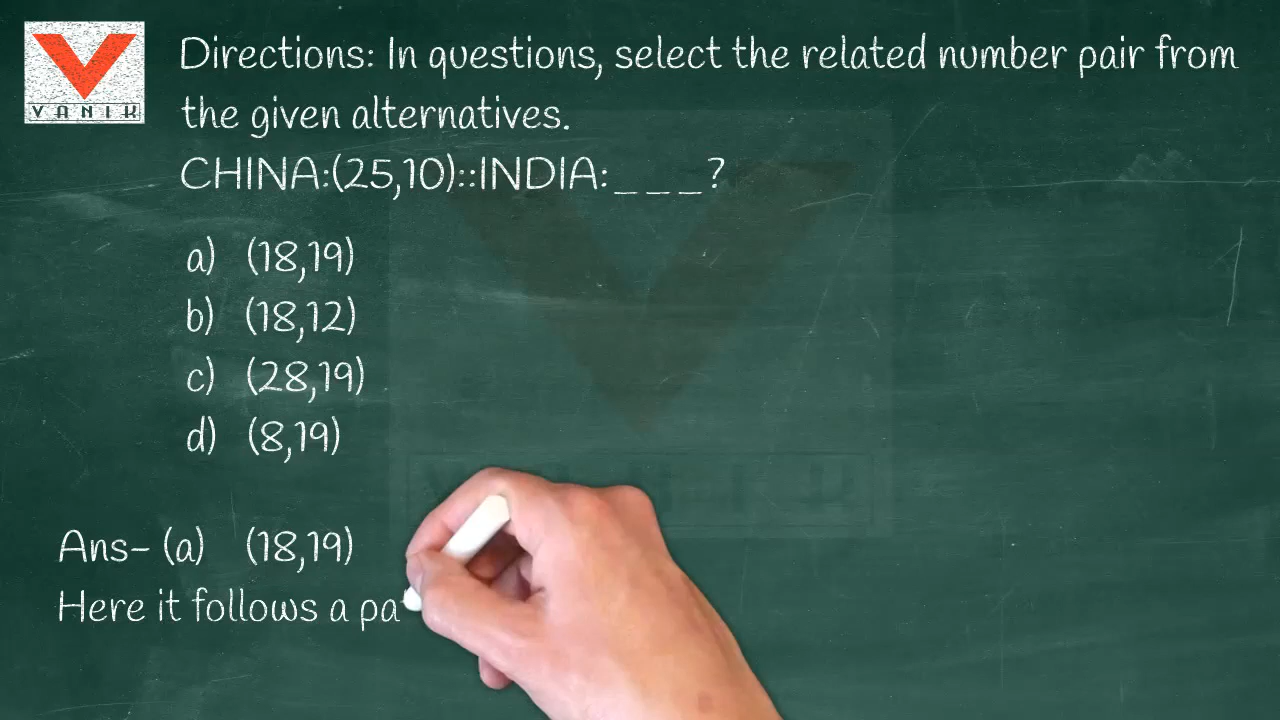 VANIK
Directions: In questions, select the related number pair from
the given alternatives.
CHINA:(25,10)::INDIA:_ _ _?
a) (18,19)
b) (18,12)
c) (28,19)
d) (8,19)
VANIK
Ans- (a) (18,19)
Here it follows a pa